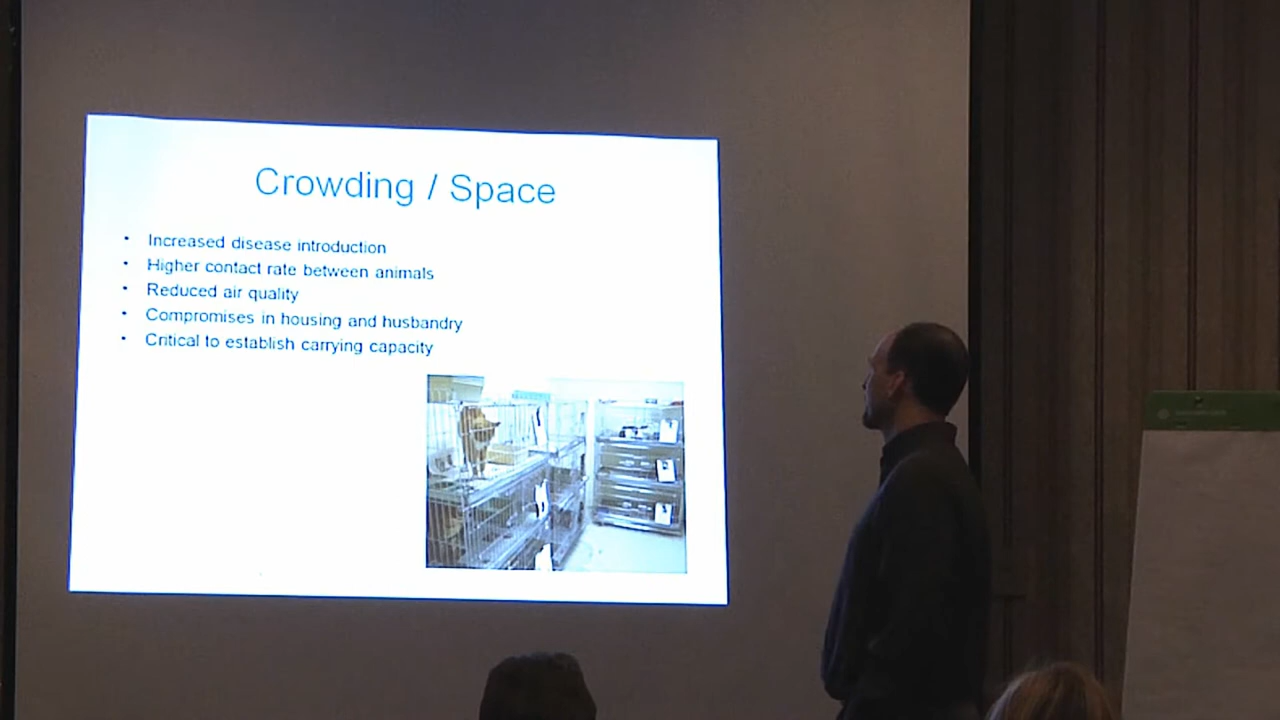 Crowding / Space
• Increased disease introduction
• Higher contact rate between animals
• Reduced air quality
• Compromises in housing and husbandry
• Critical to establish carrying capacity